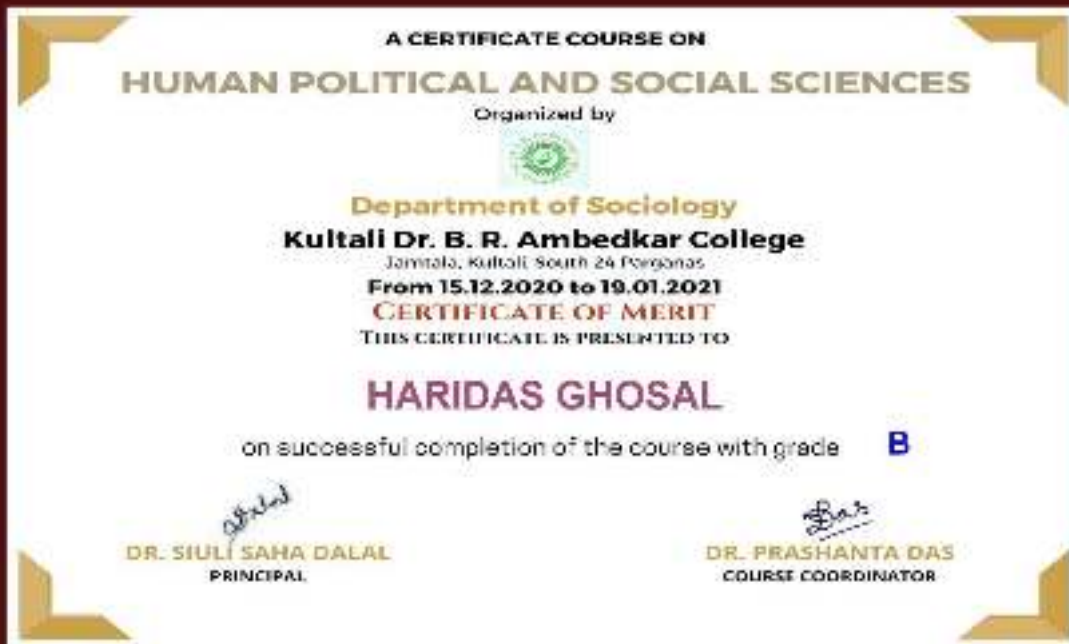 A CERTIFICATE COURSE ON
HUMAN POLITICAL AND SOCIAL SCIENCES
Organized by
Department of Sociology
Kultali Dr. B. R. Ambedkar College
Jamtala, Kultali, South 24 Parganas
From 15.12.2020 to 19.01.2021
CERTIFICATE OF MERIT
THIS CERTIFICATE IS PRESENTED TO
HARIDAS GHOSAL
on successful completion of the course with grade B
Das
DR. SIULI SAHA DALAL
DR. PRASHANTA DAS
PRINCIPAL
COURSE COORDINATOR